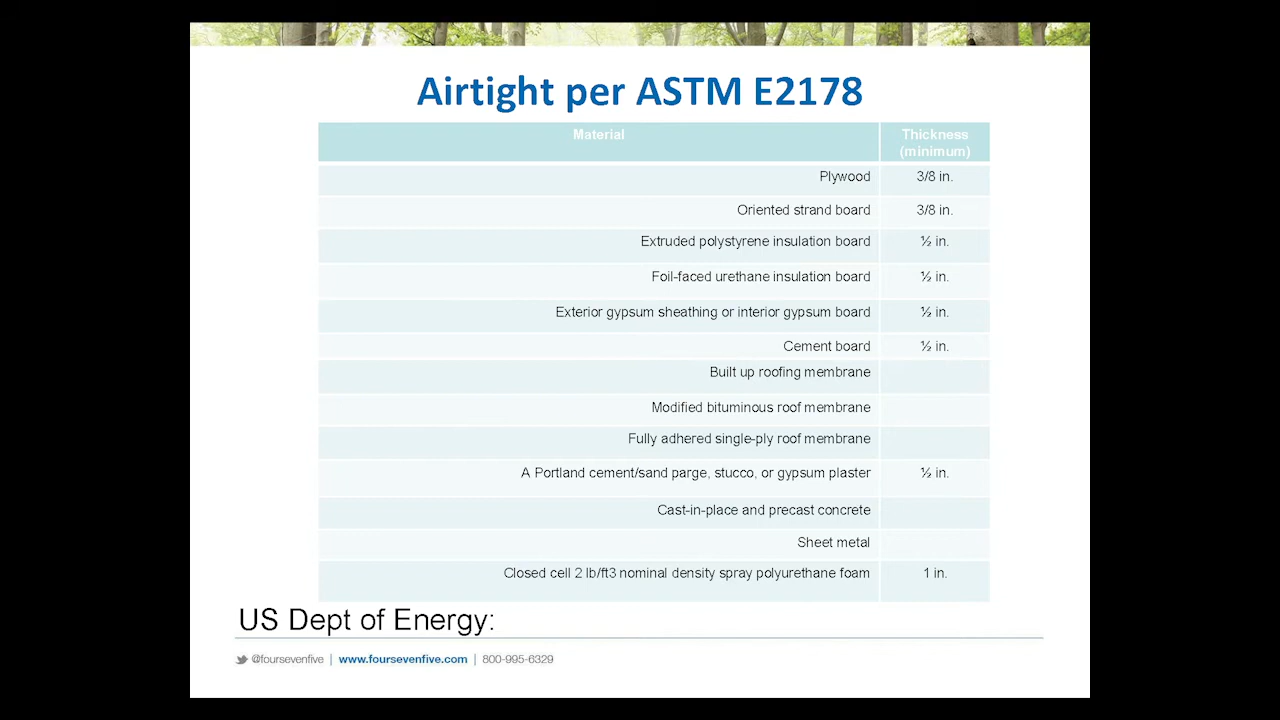 Airtight per ASTM E2178
Material Thickness
(minimum)
Plywood 3/8 in.
Oriented strand board 3/8 in.
Extruded polystyrene insulation board ½ in.
Foil-faced urethane insulation board ½ in.
Exterior gypsum sheathing or interior gypsum board ½ in.
Cement board ½ in.
Built up roofing membrane
Modified bituminous roof membrane
Fully adhered single-ply roof membrane
A Portland cement/sand parge, stucco, or gypsum plaster ½ in.
Cast-in-place and precast concrete
Sheet metal
Closed cell 2 lb/ft3 nominal density spray polyurethane foam 1 in.
US Dept of Energy:
@foursevenfive | www.foursevenfive.com | 800-995-6329